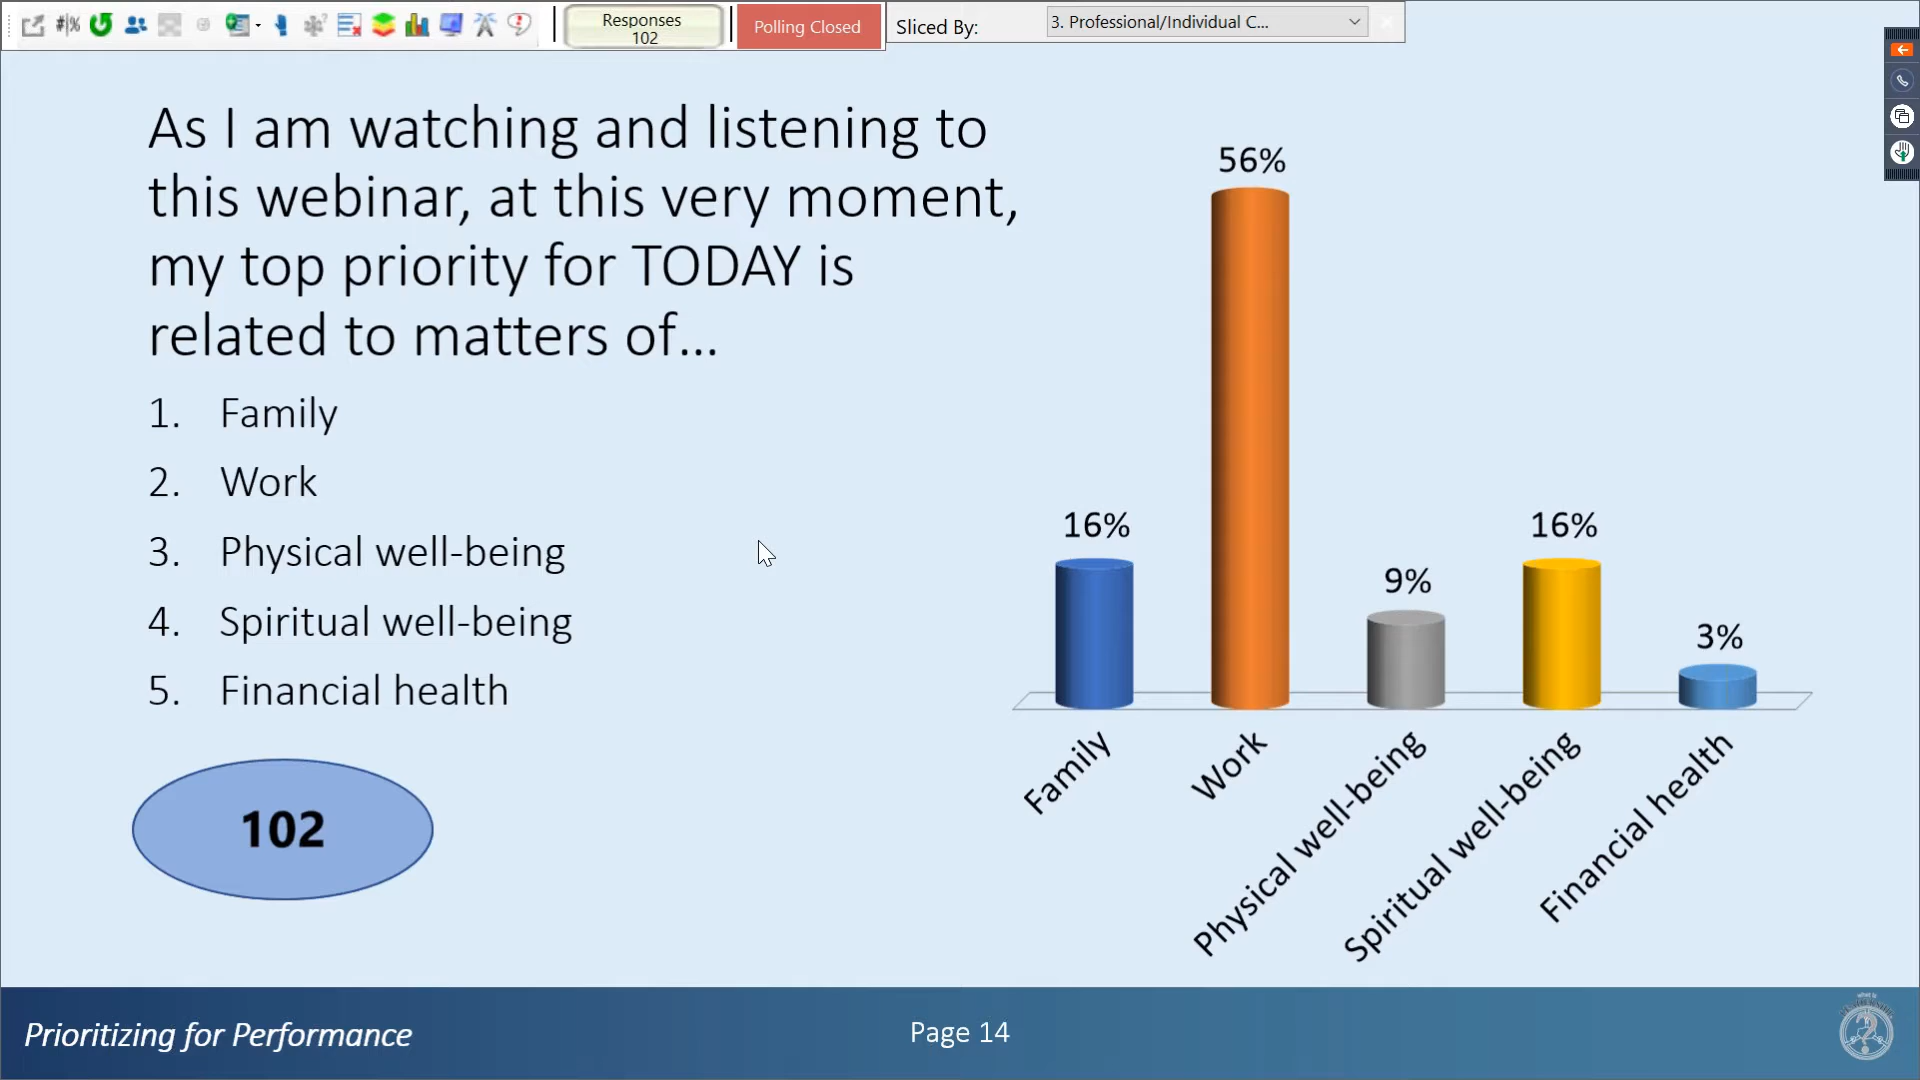 #|%
Responses
102
Polling Closed
Sliced By:
3. Professional/Individual C...
As I am watching and listening to
this webinar, at this very moment,
my top priority for TODAY is
related to matters of...
1. Family
2. Work
3. Physical well-being
4. Spiritual well-being
5. Financial health
102
56%
16%
9%
16%
3%
Family
Work
Physical well-being
Spiritual well-being
Financial health
Prioritizing for Performance
Page 14